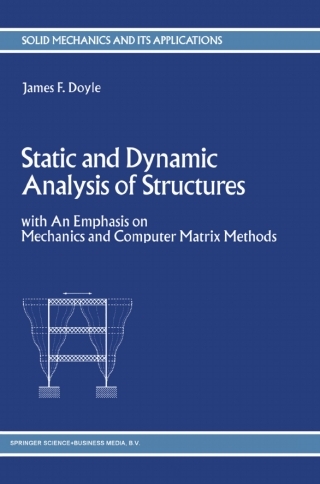 SOLID MECHANICS AND ITS APPLICATIONS
James F. Doyle
Static and Dynamic
Analysis of Structures
with An Emphasis on
Mechanics and Computer Matrix Methods
SPRINGER SCIENCE+BUSINESS MEDIA, B.V.